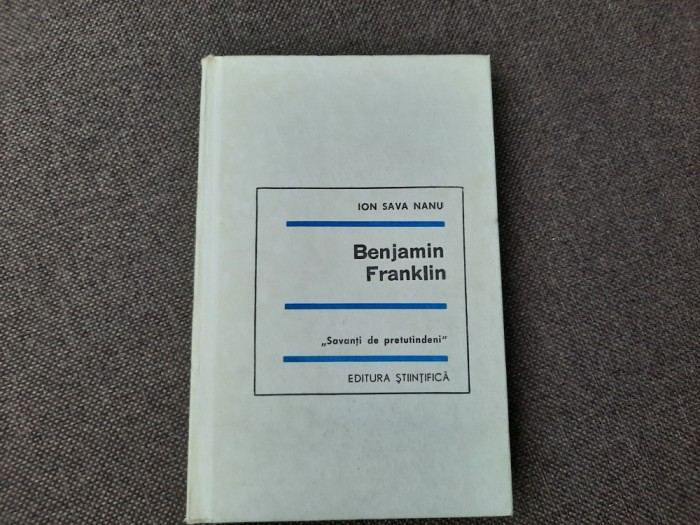 ION SAVA NANU
Benjamin
Franklin
„Savanți de pretutindeni"
EDITURA ȘTIINȚIFICĂ